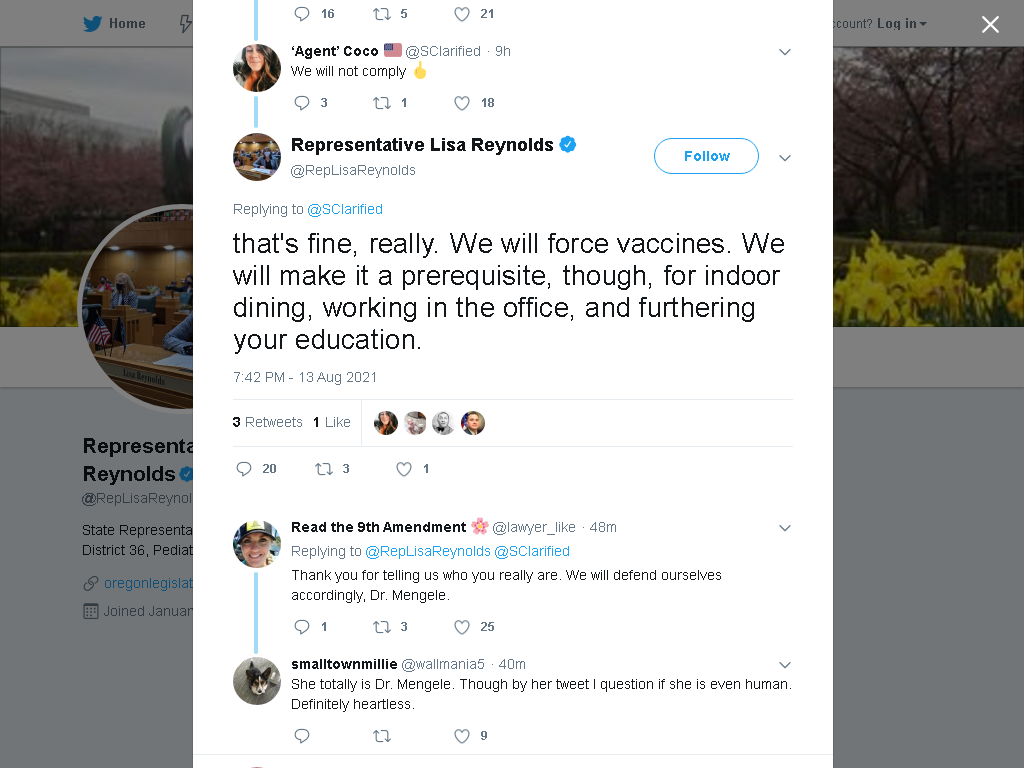 Home
ccount? Log in
16 5 21
'Agent' Coco @SClarified · 9h
We will not comply
3 1 18
Representative Lisa Reynolds
@RepLisaReynolds
Follow
Replying to @SClarified
that's fine, really. We will force vaccines. We
will make it a prerequisite, though, for indoor
dining, working in the office, and furthering
your education.
7:42 PM - 13 Aug 2021
3 Retweets 1 Like
20 3 1
Representa
Reynolds
@RepLisaReynol
State Representa
District 36, Pediat
oregonlegislat
Joined Januar
Lisa Reynolds
Read the 9th Amendment @lawyer_like · 48m
Replying to @RepLisaReynolds @SClarified
Thank you for telling us who you really are. We will defend ourselves
accordingly, Dr. Mengele.
1 3 25
smalltownmillie @wallmania5 · 40m
She totally is Dr. Mengele. Though by her tweet I question if she is even human.
Definitely heartless.
9